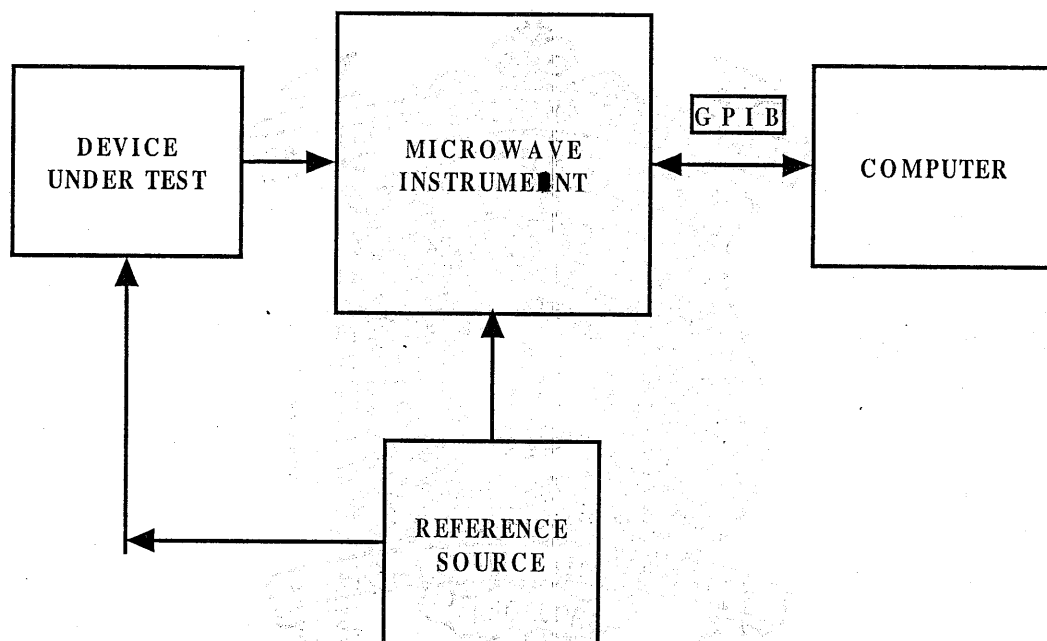 DEVICE
UNDER TEST
MICROWAVE
INSTRUMENT
GPIB
COMPUTER
REFERENCE
SOURCE